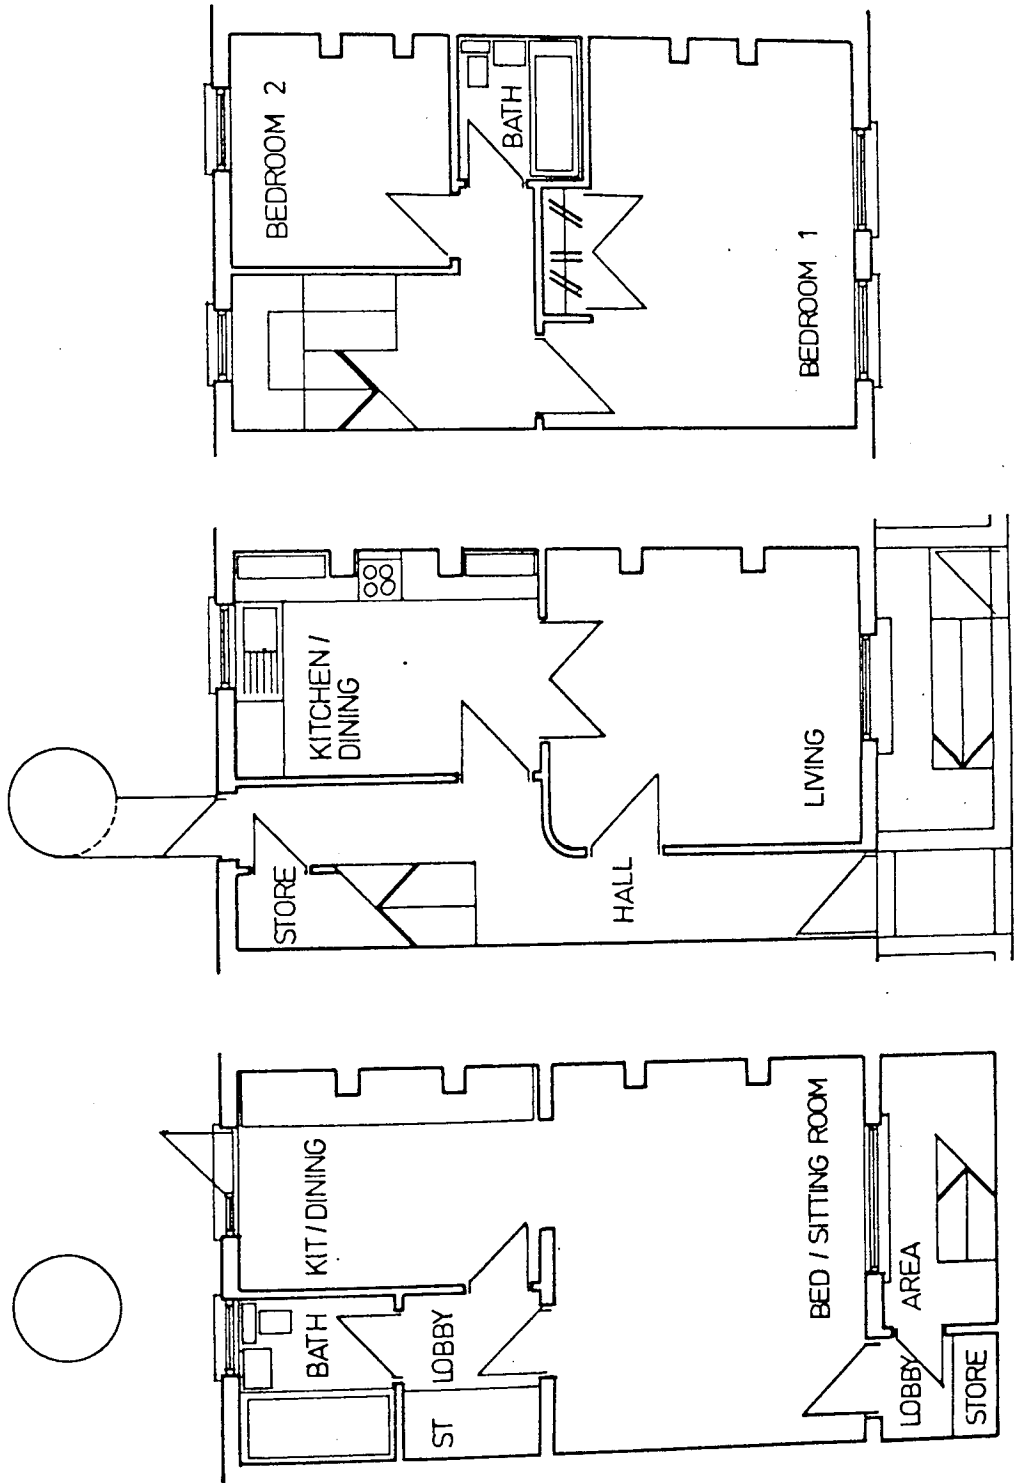 BEDROOM 2
BATH
BEDROOM 1
KITCHEN /
DINING
STORE
LIVING
HALL
KIT / DINING
BATH
LOBBY
ST
BED / SITTING ROOM
AREA
LOBBY
STORE